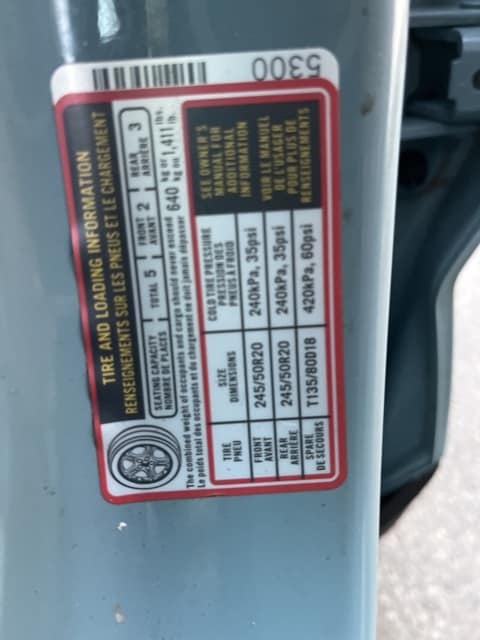 5300
TIRE AND LOADING INFORMATION
RENSEIGNEMENTS SUR LES PNEUS ET LE CHARGEMENT
SEATING CAPACITY
NOMBRE DE PLACES
TOTAL 5
FRONT
AVANT
2
REAR
ARRIÈRE
3
The combined weight of occupants and cargo should never exceed
Le poids total des occupants et du chargement ne doit jamais dépasser
640 kg or kg ou 1,411 lbs. lb.
TIRE
PNEU
SIZE
DIMENSIONS
COLD TIRE PRESSURE
PRESSION DES
PNEUS À FROID
SEE OWNER'S
MANUAL FOR
ADDITIONAL
INFORMATION
VOIR LE MANUEL
DE L'USAGER
POUR PLUS DE
RENSEIGNEMENTS
FRONT
AVANT
245/50R20
240kPa, 35psi
REAR
ARRIÈRE
245/50R20
240kPa, 35psi
SPARE
DE SECOURS
T135/80D18
420kPa, 60psi